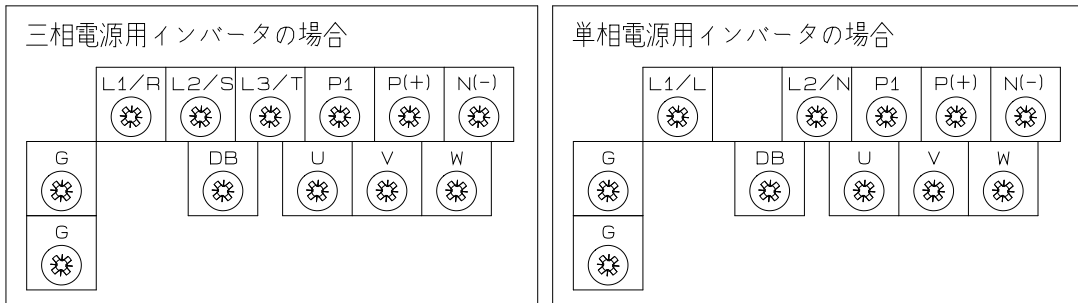 三相電源用インバータの場合
L1/R L2/S L3/T P1 P(+) N(-)
G DB U V W
G
単相電源用インバータの場合
L1/L L2/N P1 P(+) N(-)
G DB U V W
G